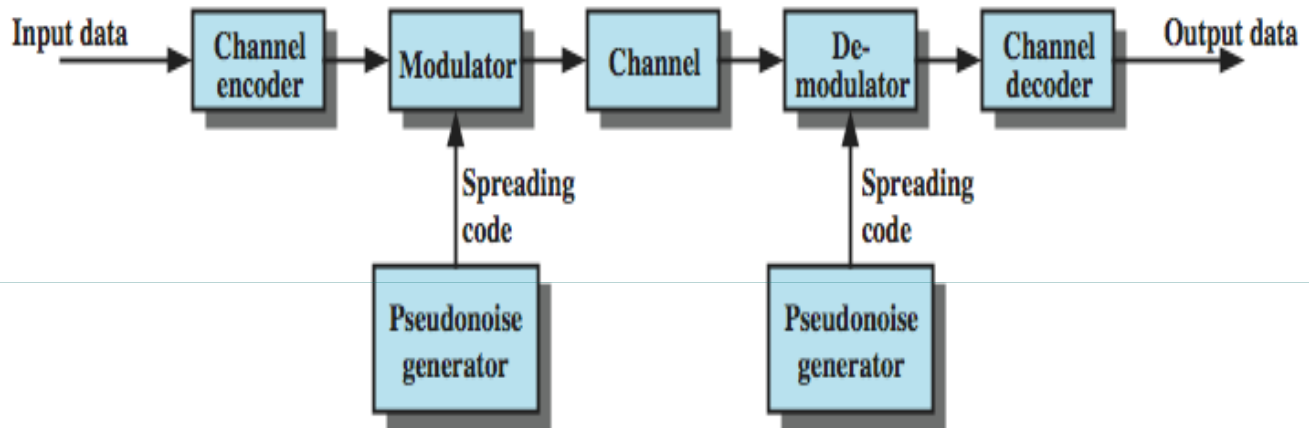 Input data
Channel
encoder
Modulator
Channel
De-
modulator
Channel
decoder
Output data
Spreading
code
Spreading
code
Pseudonoise
generator
Pseudonoise
generator